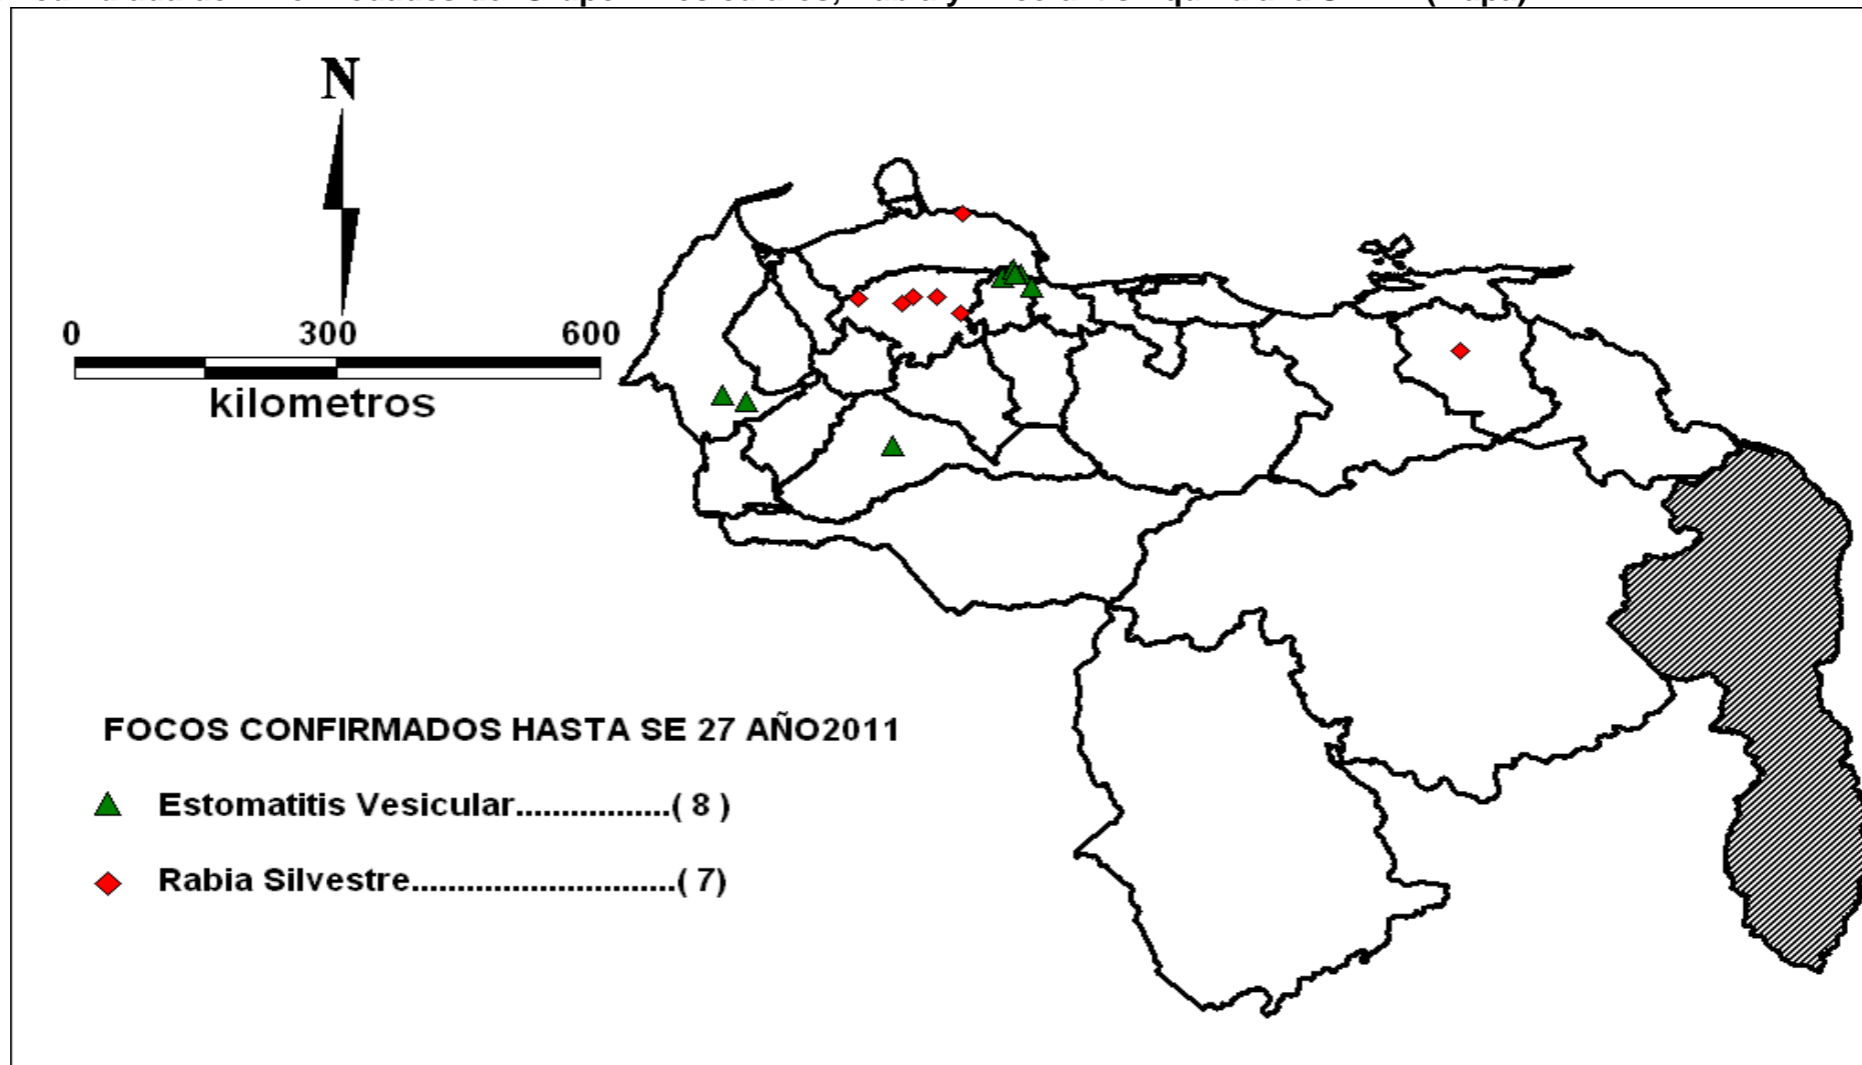 N
0 300 600
kilometros
FOCOS CONFIRMADOS HASTA SE 27 AÑO2011
Estomatitis Vesicular.................( 8 )
Rabia Silvestre.............................( 7)